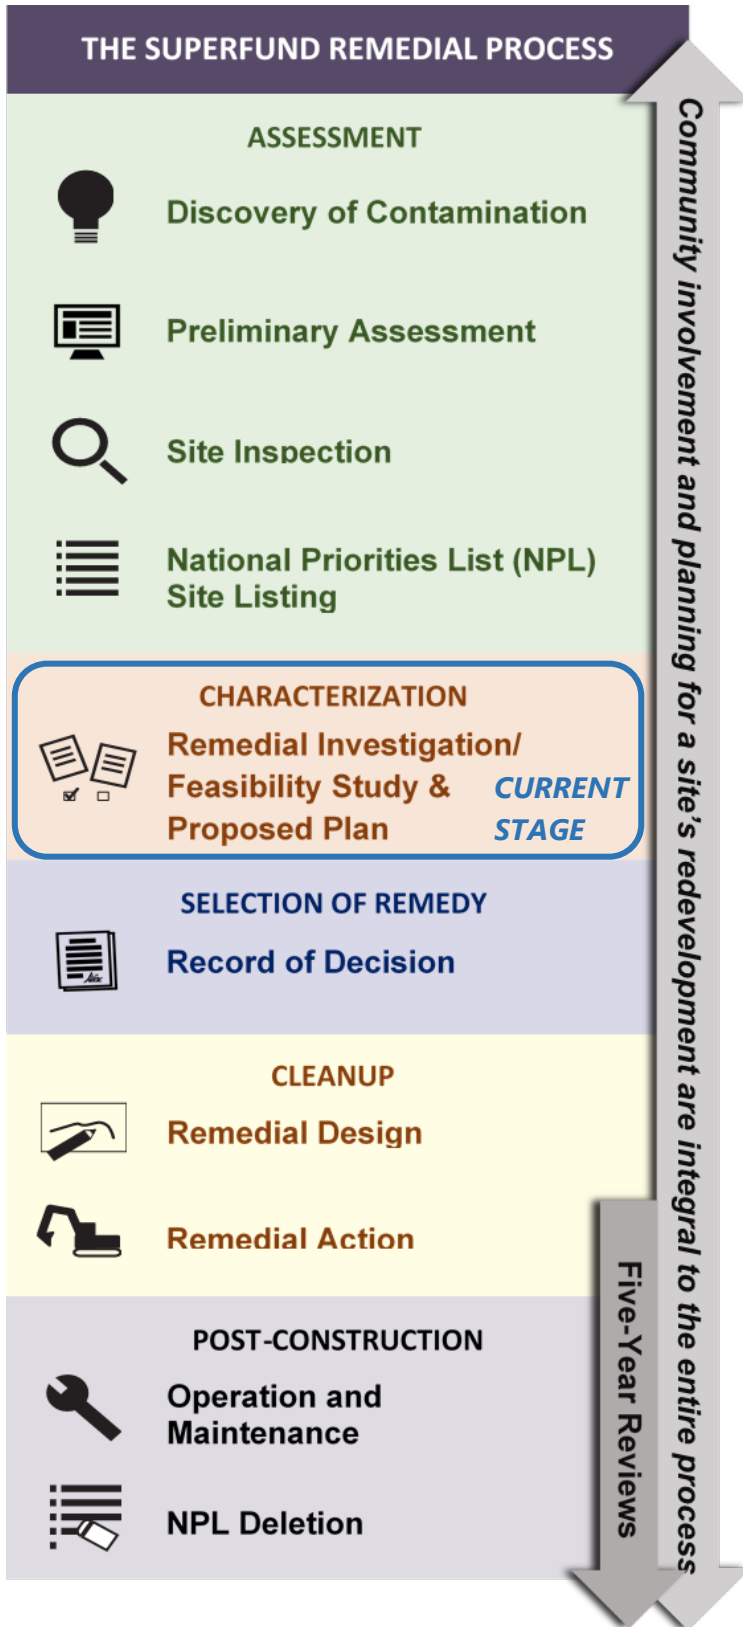 THE SUPERFUND REMEDIAL PROCESS
ASSESSMENT
Discovery of Contamination
Preliminary Assessment
Site Inspection
National Priorities List (NPL)
Site Listing
CHARACTERIZATION
Remedial Investigation/
Feasibility Study &
Proposed Plan
CURRENT
STAGE
SELECTION OF REMEDY
Record of Decision
CLEANUP
Remedial Design
Remedial Action
POST-CONSTRUCTION
Operation and
Maintenance
NPL Deletion
Five-Year Reviews
Community involvement and planning for a site's redevelopment are integral to the entire process